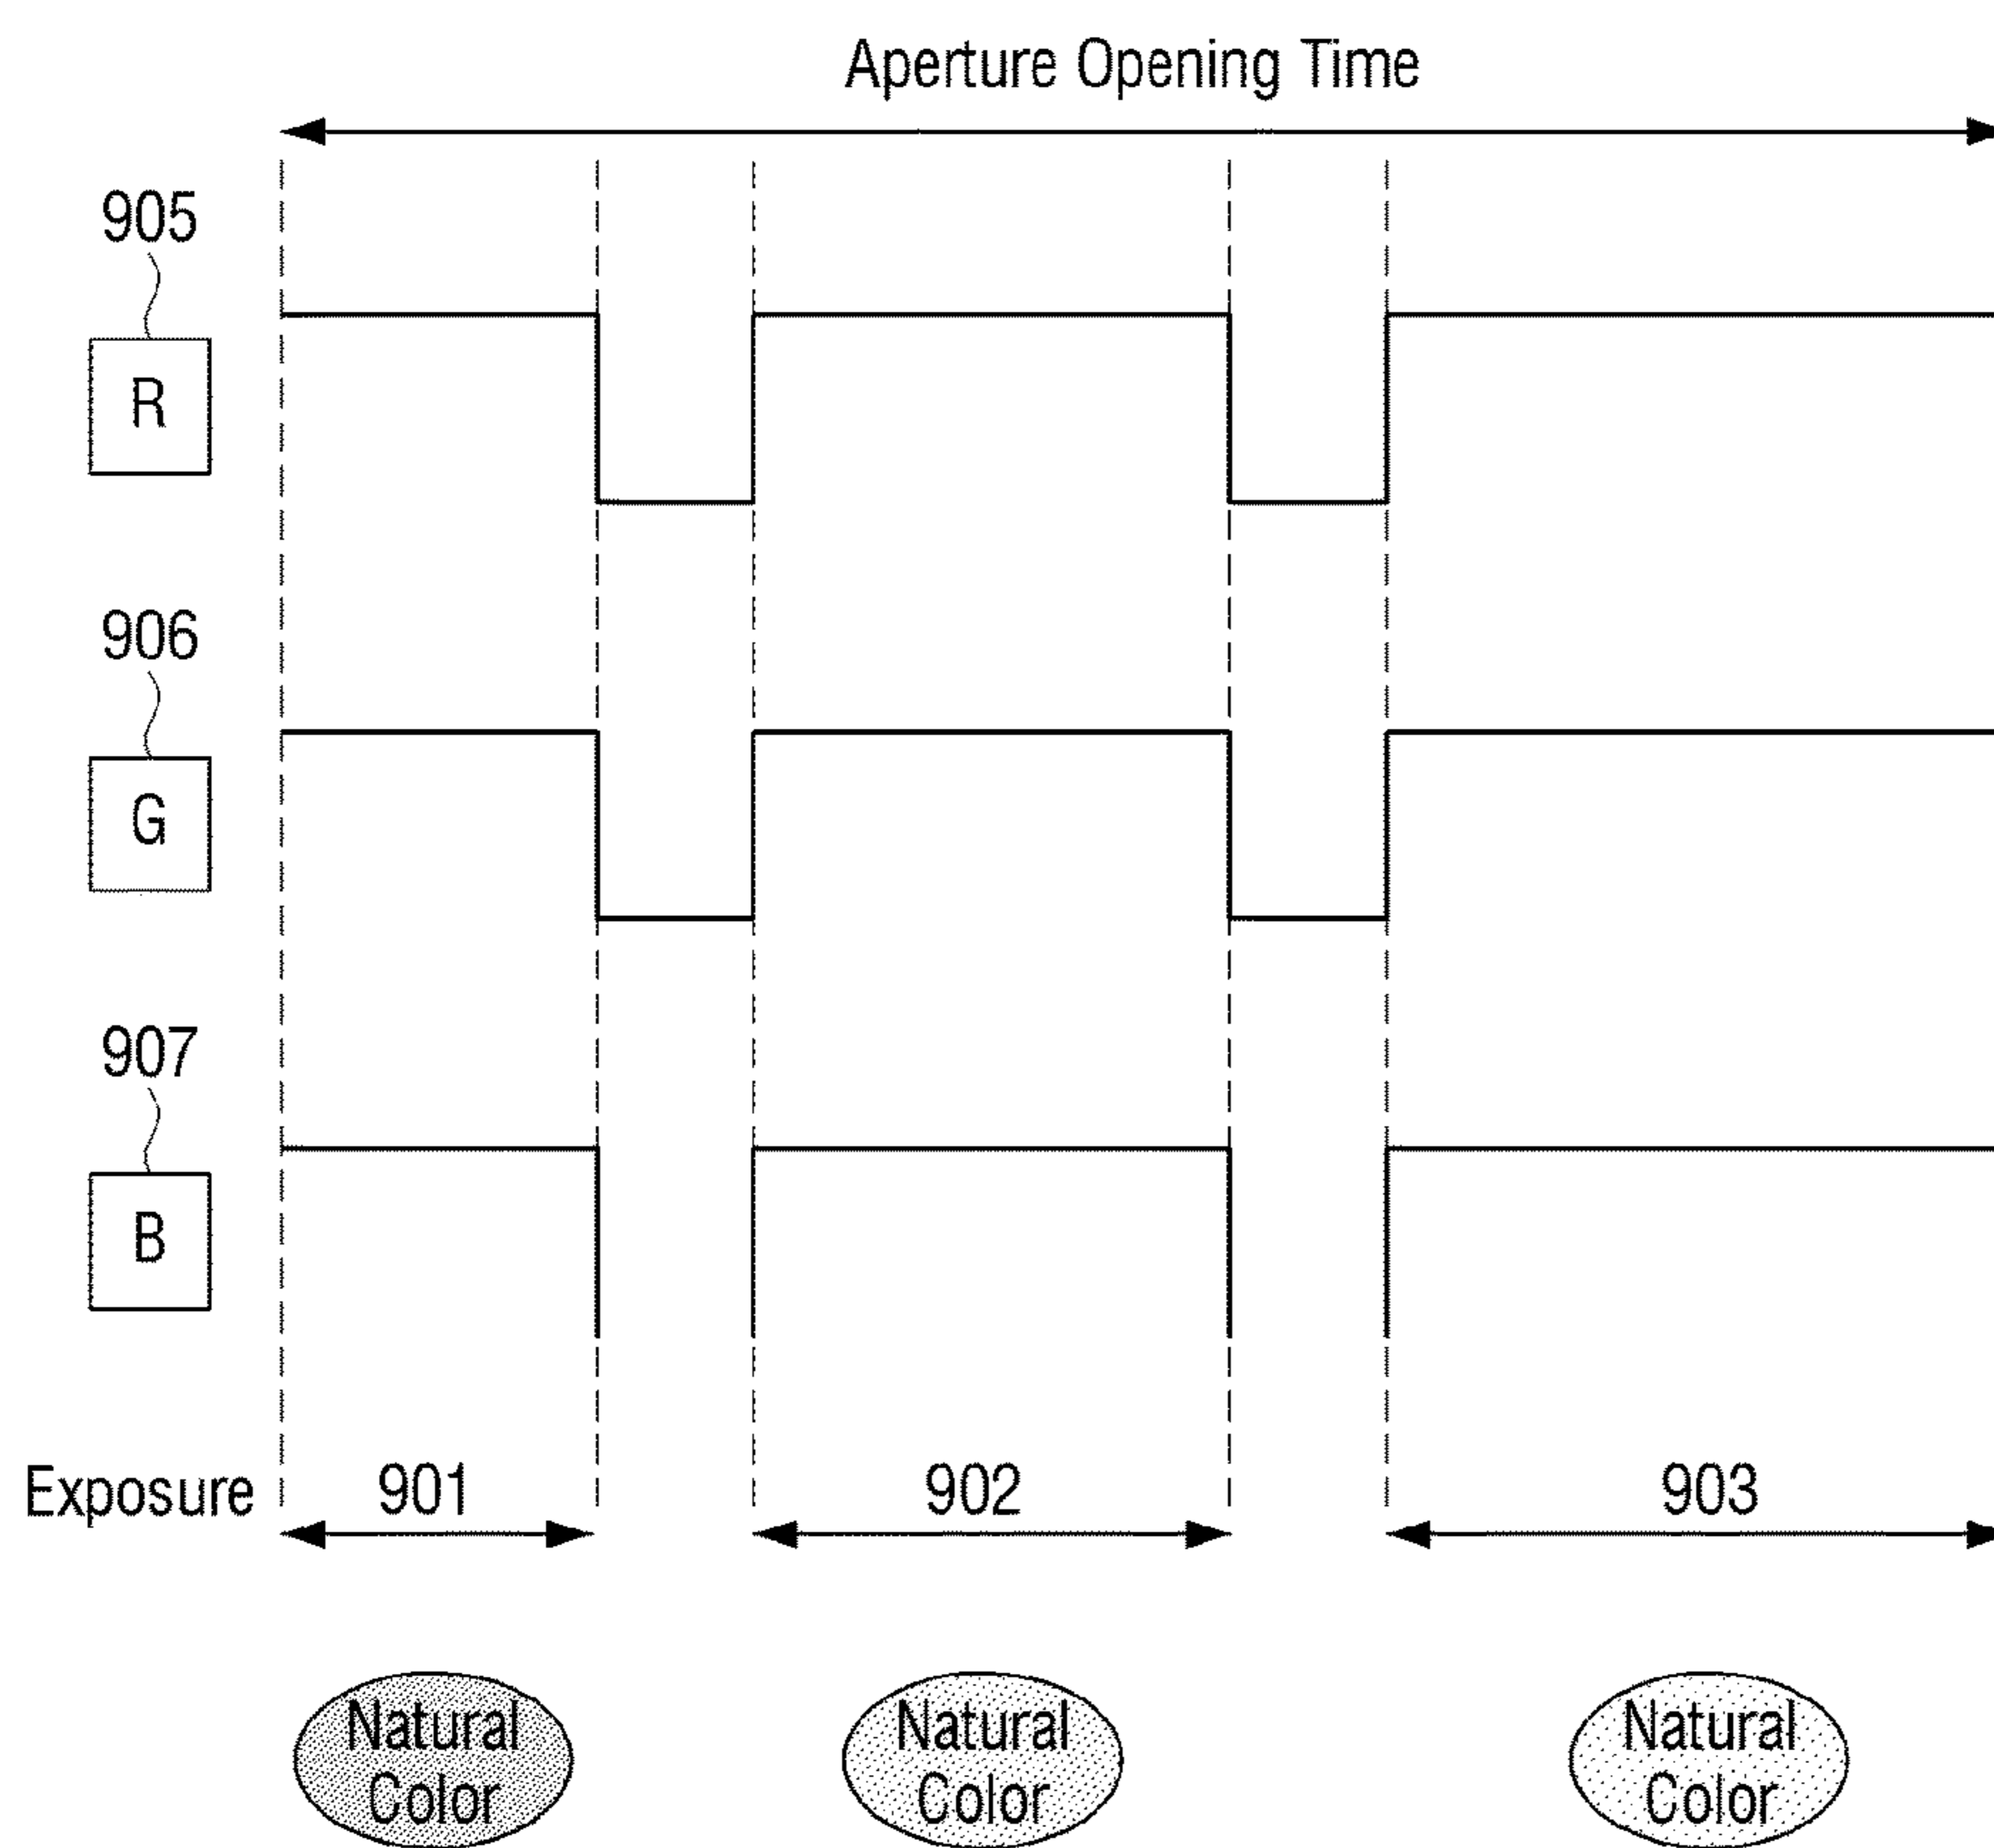 Aperture Opening Time
905
R
906
G
907
B
Exposure
901
902
903
Natural
Color
Natural
Color
Natural
Color